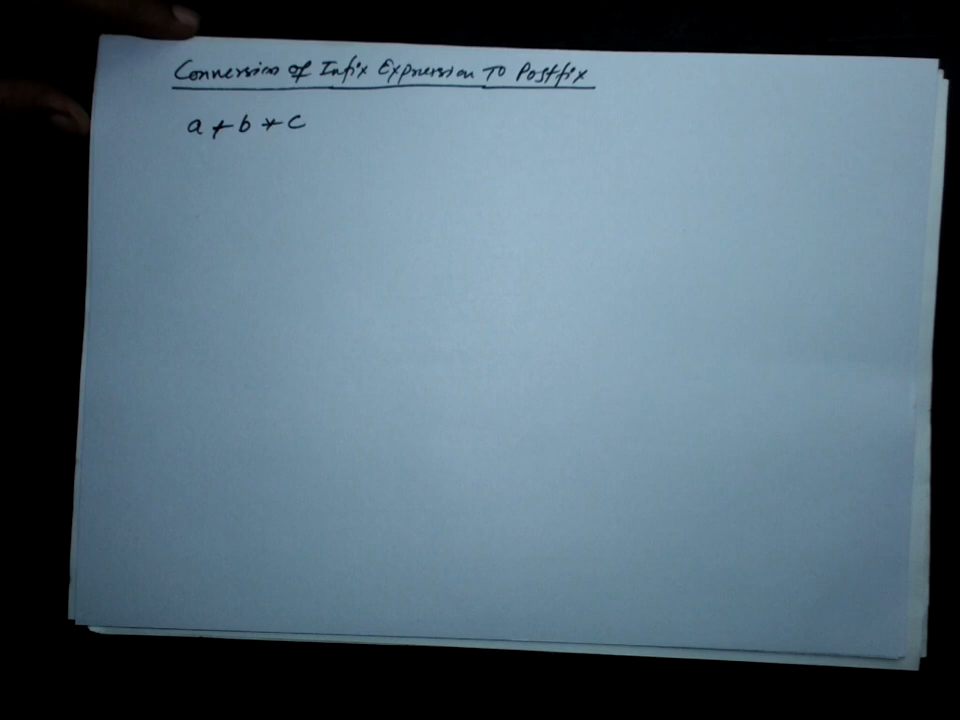 Conversion of Infix Expression To Postfix
a + b * c